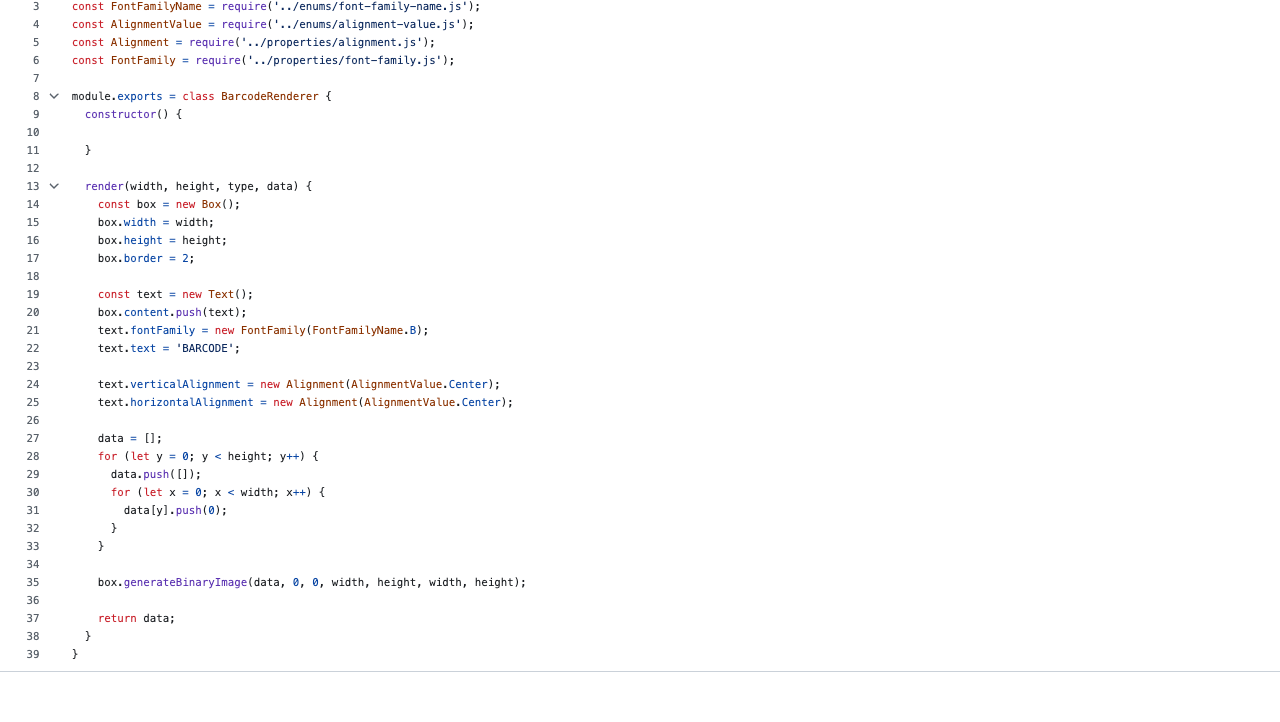 3 const FontFamilyName = require('../enums/font-family-name.js');
4 const AlignmentValue = require('../enums/alignment-value.js');
5 const Alignment = require('../properties/alignment.js');
6 const FontFamily = require('../properties/font-family.js');
7
8 module.exports = class BarcodeRenderer {
9   constructor() {
10
11   }
12
13   render(width, height, type, data) {
14     const box = new Box();
15     box.width = width;
16     box.height = height;
17     box.border = 2;
18
19     const text = new Text();
20     box.content.push(text);
21     text.fontFamily = new FontFamily(FontFamilyName.B);
22     text.text = 'BARCODE';
23
24     text.verticalAlignment = new Alignment(AlignmentValue.Center);
25     text.horizontalAlignment = new Alignment(AlignmentValue.Center);
26
27     data = [];
28     for (let y = 0; y < height; y++) {
29       data.push([]);
30       for (let x = 0; x < width; x++) {
31         data[y].push(0);
32       }
33     }
34
35     box.generateBinaryImage(data, 0, 0, width, height, width, height);
36
37     return data;
38   }
39 }